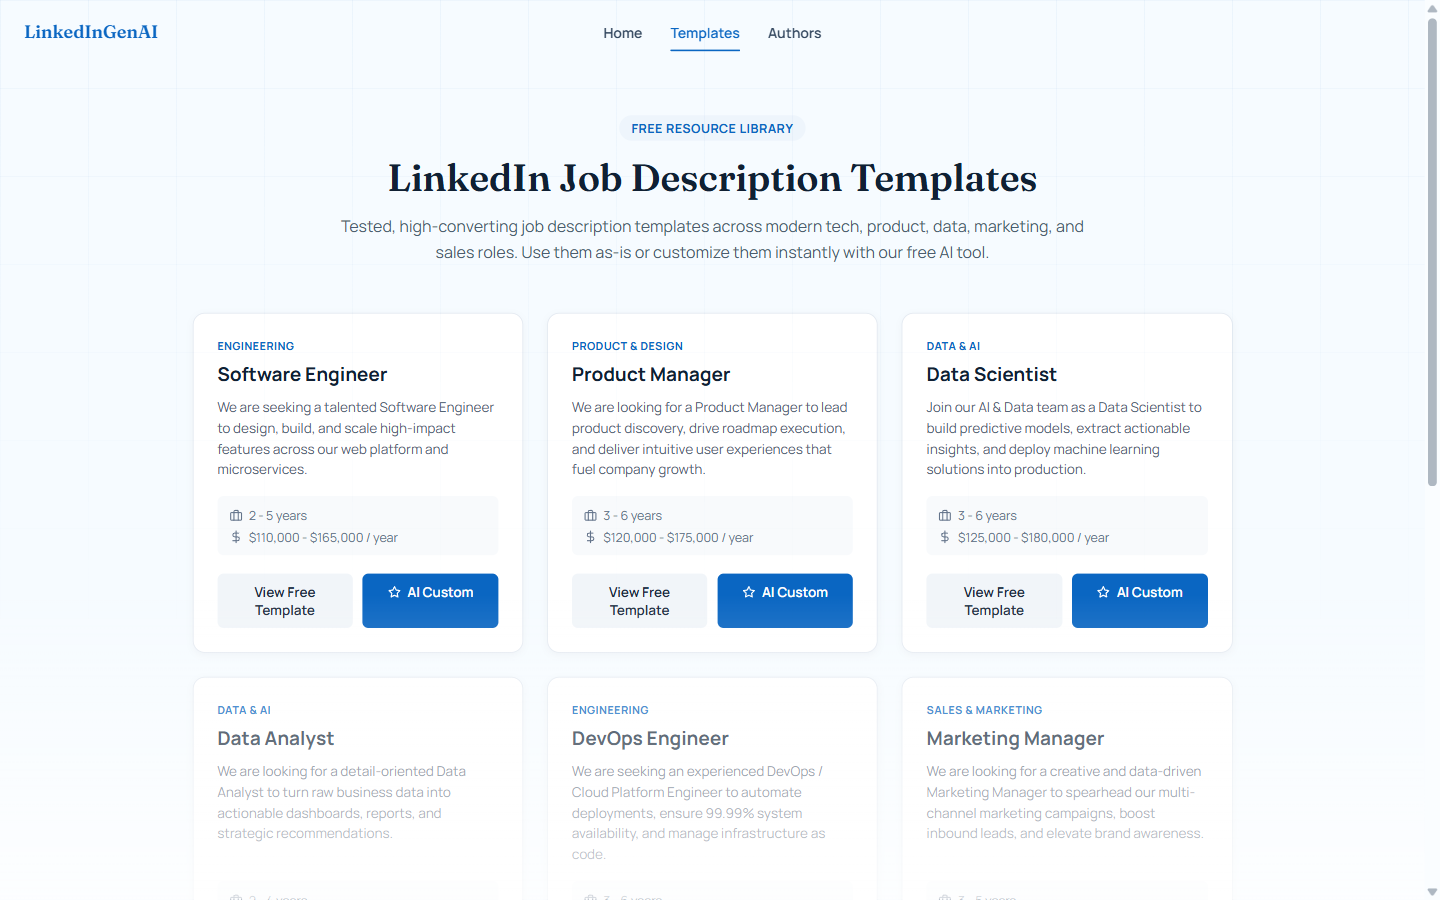 LinkedInGenAI
Home
Templates
Authors
FREE RESOURCE LIBRARY
LinkedIn Job Description Templates
Tested, high-converting job description templates across modern tech, product, data, marketing, and
sales roles. Use them as-is or customize them instantly with our free AI tool.
ENGINEERING
Software Engineer
We are seeking a talented Software Engineer
to design, build, and scale high-impact
features across our web platform and
microservices.
2 - 5 years
$110,000 - $165,000 / year
View Free
Template
AI Custom
PRODUCT & DESIGN
Product Manager
We are looking for a Product Manager to lead
product discovery, drive roadmap execution,
and deliver intuitive user experiences that
fuel company growth.
3 - 6 years
$120,000 - $175,000 / year
View Free
Template
AI Custom
DATA & AI
Data Scientist
Join our AI & Data team as a Data Scientist to
build predictive models, extract actionable
insights, and deploy machine learning
solutions into production.
3 - 6 years
$125,000 - $180,000 / year
View Free
Template
AI Custom
DATA & AI
Data Analyst
We are looking for a detail-oriented Data
Analyst to turn raw business data into
actionable dashboards, reports, and
strategic recommendations.
ENGINEERING
DevOps Engineer
We are seeking an experienced DevOps /
Cloud Platform Engineer to automate
deployments, ensure 99.99% system
availability, and manage infrastructure as
code.
SALES & MARKETING
Marketing Manager
We are looking for a creative and data-driven
Marketing Manager to spearhead our multi-
channel marketing campaigns, boost
inbound leads, and elevate brand awareness.